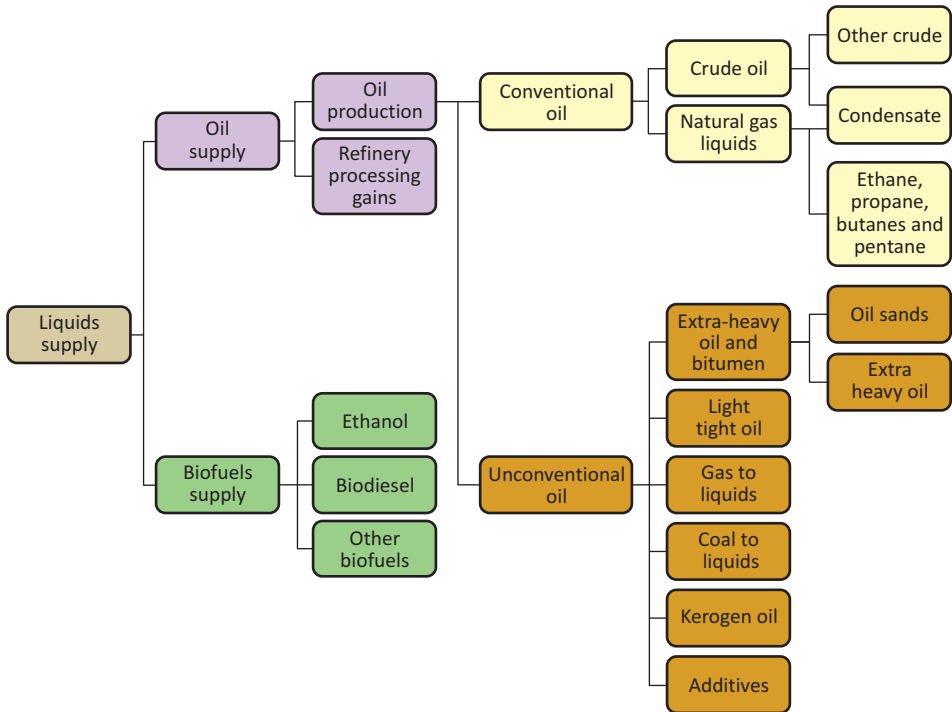 Liquids
supply
Oil
supply
Oil
production
Refinery
processing
gains
Conventional
oil
Crude oil
Other crude
Condensate
Natural gas
liquids
Ethane,
propane,
butanes and
pentane
Unconventional
oil
Extra-heavy
oil and
bitumen
Oil sands
Extra
heavy oil
Light
tight oil
Gas to
liquids
Coal to
liquids
Kerogen oil
Additives
Biofuels
supply
Ethanol
Biodiesel
Other
biofuels